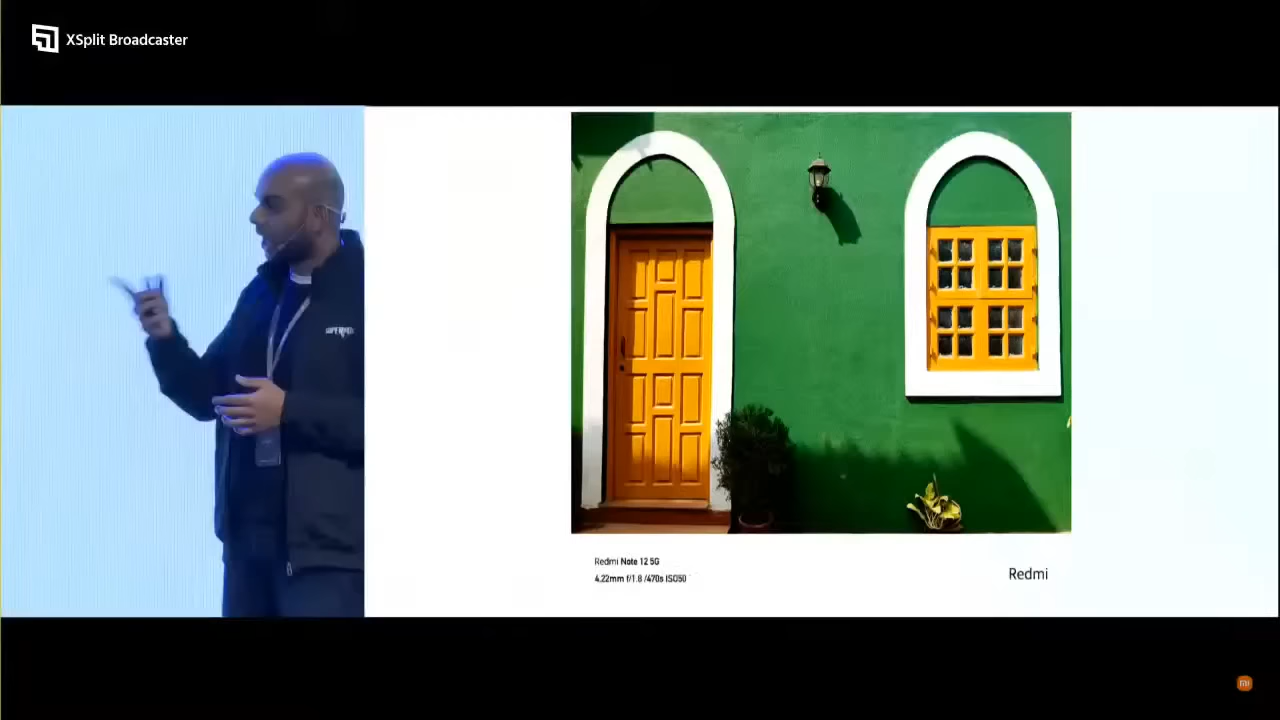 XSplit Broadcaster
Redmi Note 12 5G
4.22mm f/1.8 /470s ISO50
Redmi